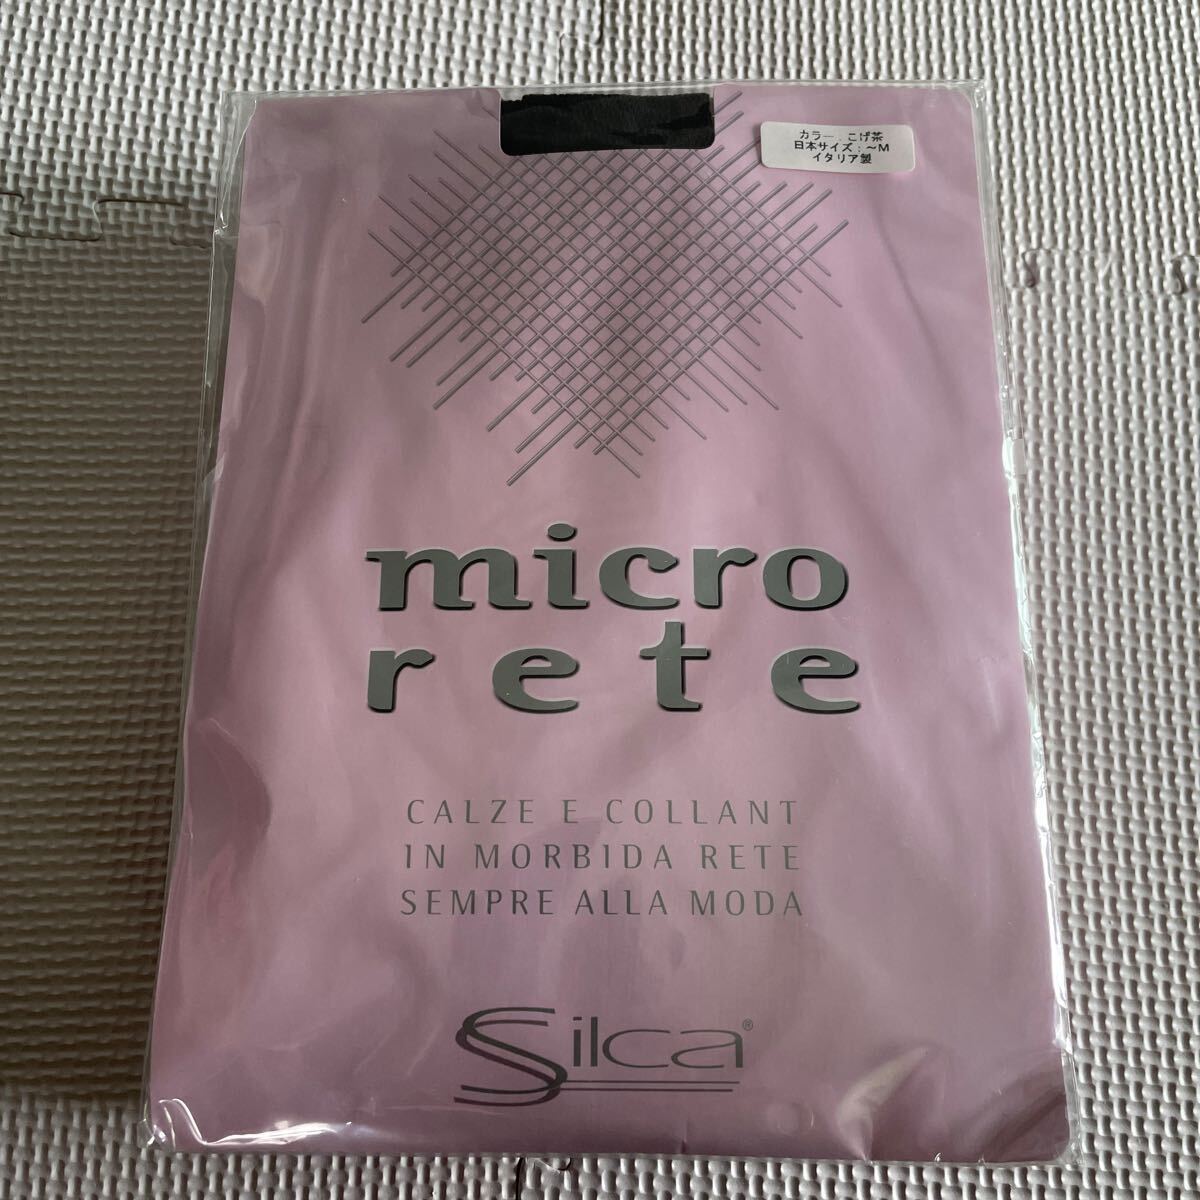 カラー：こげ茶
日本サイズ：～M
イタリア製
micro
rete
CALZE E COLLANT
IN MORBIDA RETE
SEMPRE ALLA MODA
Silca®